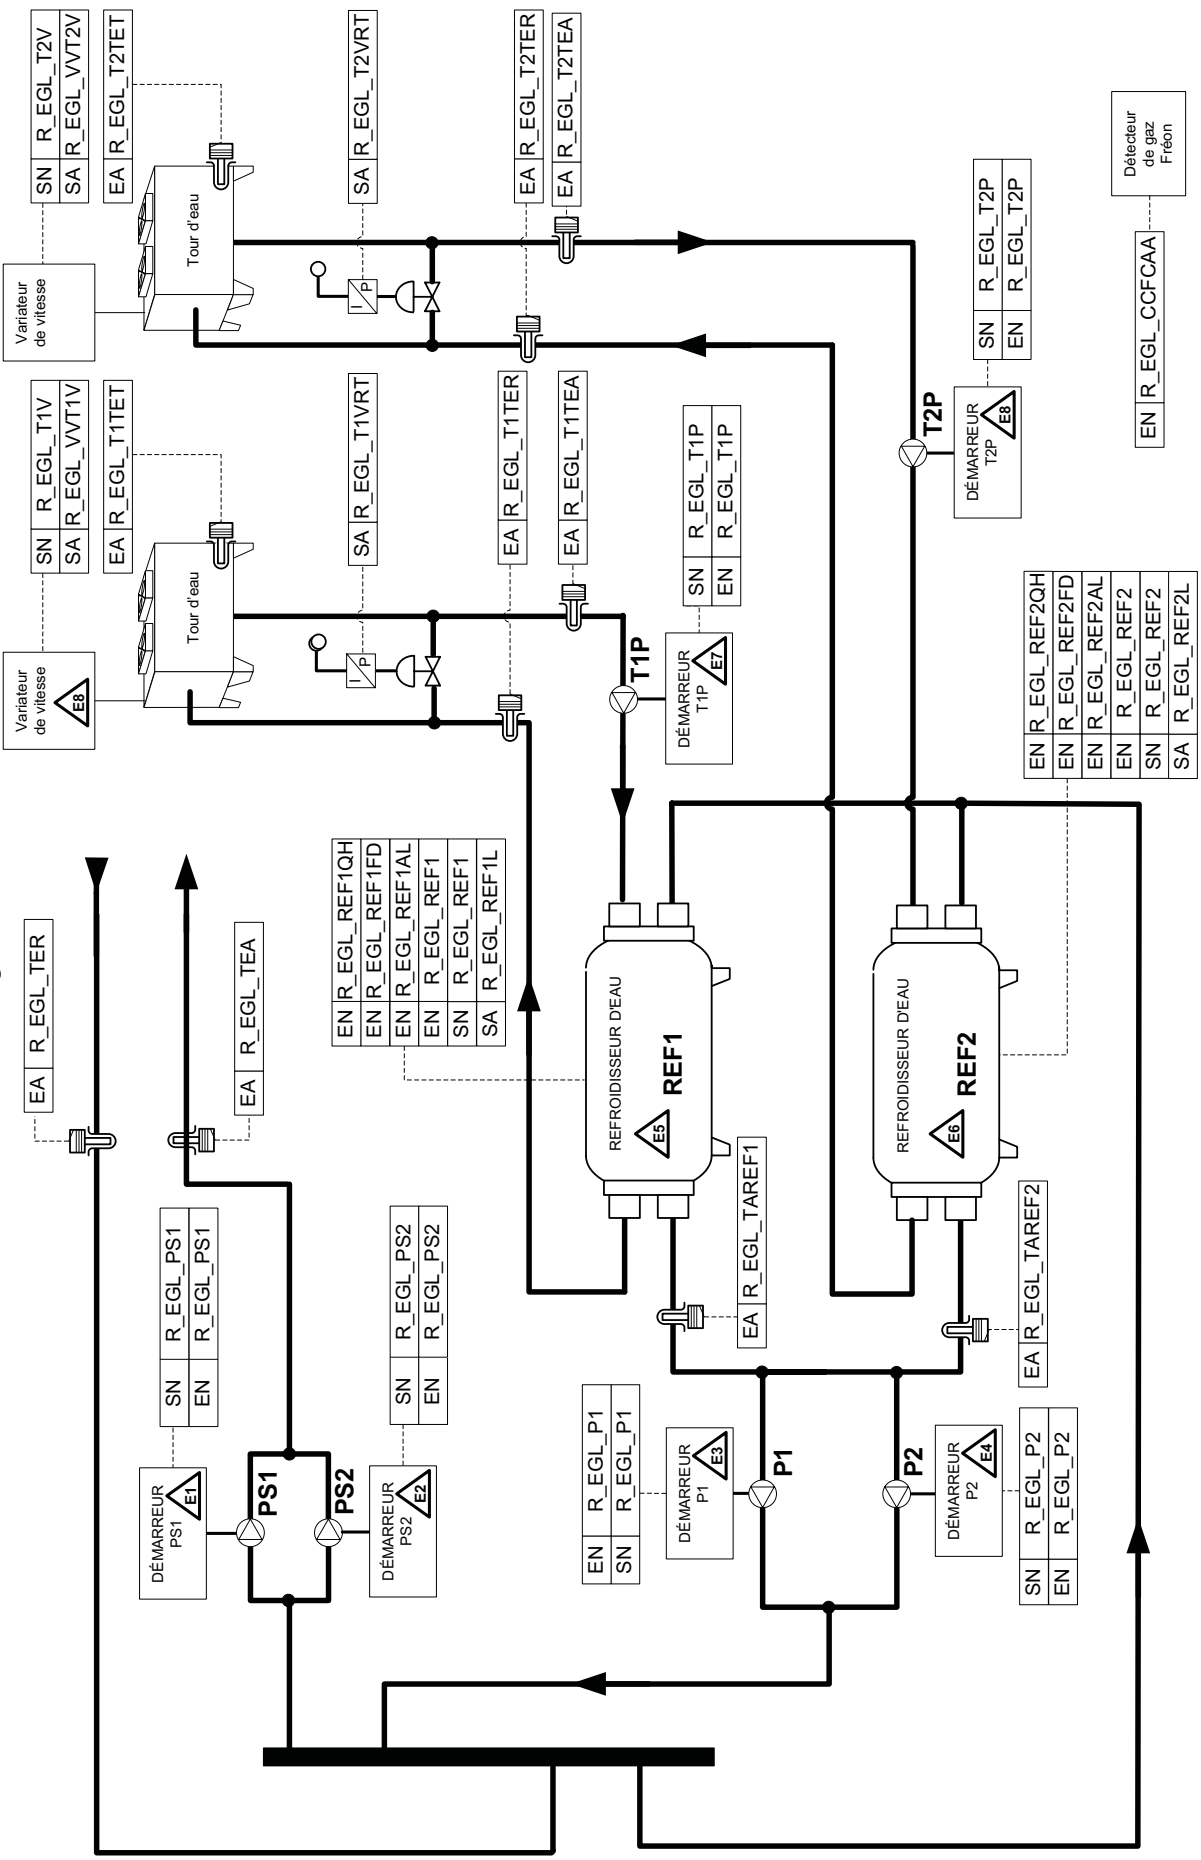 Variateur
de vitesse
SN R_EGL_T2V
SA R_EGL_VVT2V
EA R_EGL_T2TET
Tour d'eau
I
P
SA R_EGL_T2VRT
EA R_EGL_T2TER
EA R_EGL_T2TEA
SN R_EGL_T2P
EN R_EGL_T2P
DÉMARREUR
T2P
E8
T2P
Détecteur
de gaz
Fréon
EN R_EGL_CCFCAA
Variateur
de vitesse
E8
SN R_EGL_T1V
SA R_EGL_VVT1V
EA R_EGL_T1TET
Tour d'eau
I
P
SA R_EGL_T1VRT
EA R_EGL_T1TER
EA R_EGL_T1TEA
SN R_EGL_T1P
EN R_EGL_T1P
DÉMARREUR
T1P
E7
T1P
EN R_EGL_REF1QH
EN R_EGL_REF1FD
EN R_EGL_REF1AL
EN R_EGL_REF1
SN R_EGL_REF1
SA R_EGL_REF1L
EN R_EGL_REF2QH
EN R_EGL_REF2FD
EN R_EGL_REF2AL
EN R_EGL_REF2
SN R_EGL_REF2
SA R_EGL_REF2L
EA R_EGL_TER
EA R_EGL_TEA
REFROIDISSEUR D'EAU
E5
REF1
REFROIDISSEUR D'EAU
E6
REF2
EA R_EGL_TAREF1
EA R_EGL_TAREF2
SN R_EGL_PS1
EN R_EGL_PS1
DÉMARREUR
PS1
E1
PS1
SN R_EGL_PS2
EN R_EGL_PS2
DÉMARREUR
PS2
E2
PS2
EN R_EGL_P1
SN R_EGL_P1
DÉMARREUR
P1
E3
P1
SN R_EGL_P2
EN R_EGL_P2
DÉMARREUR
P2
E4
P2